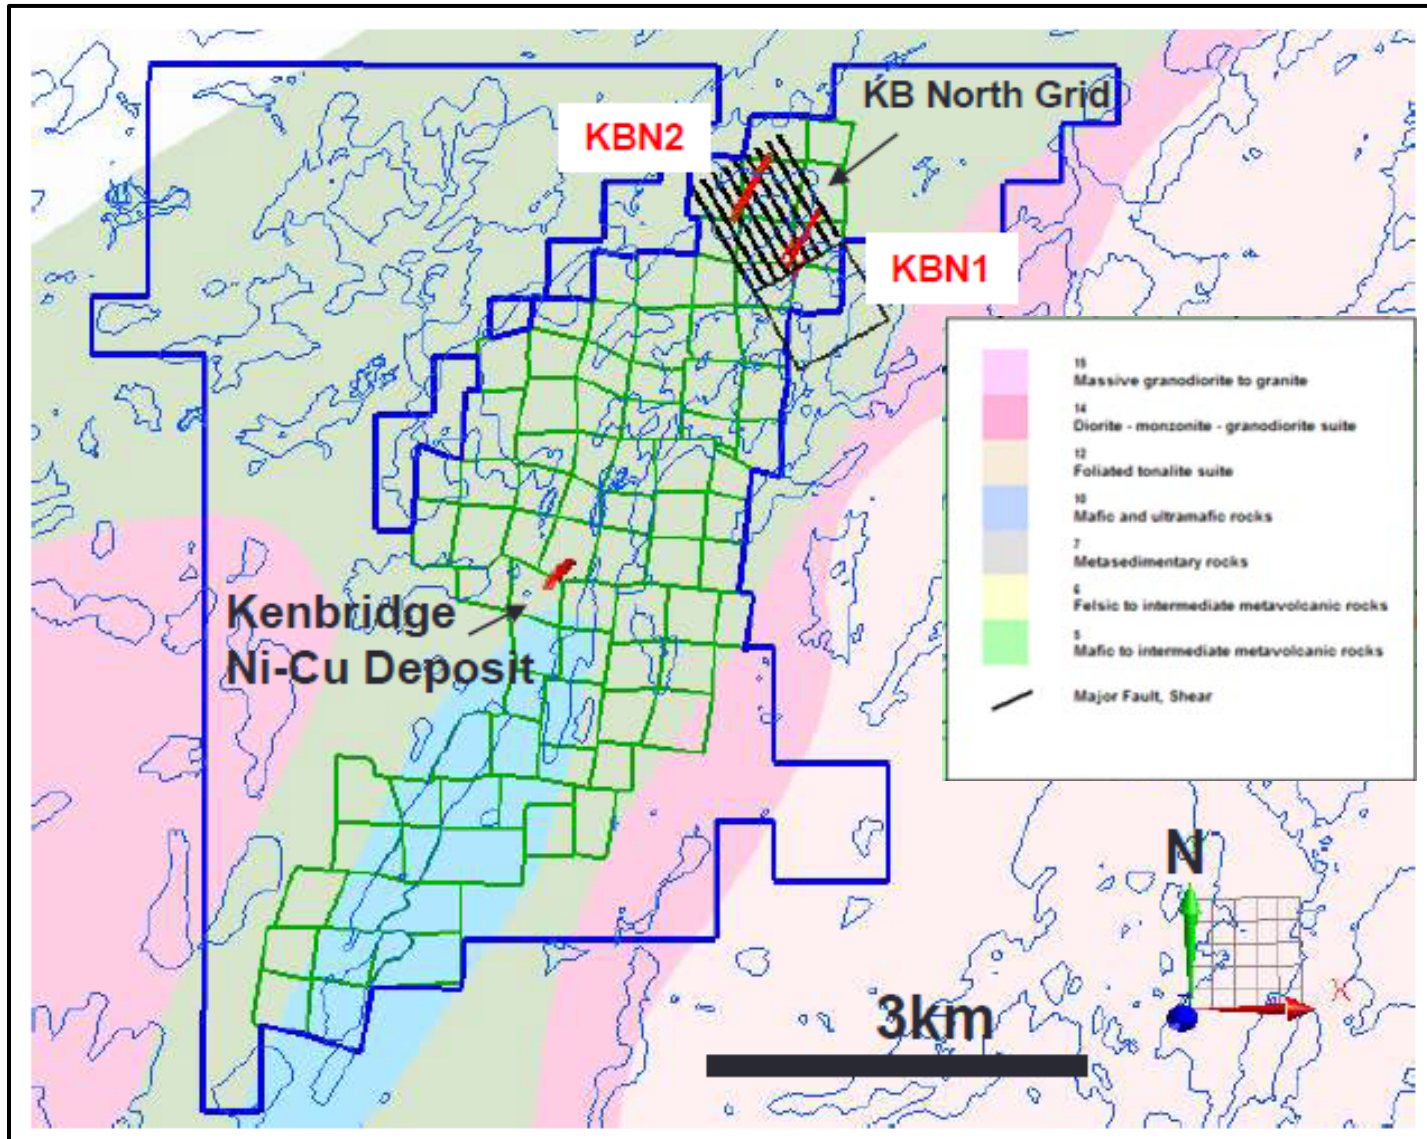 KB North Grid
KBN2
KBN1
15
Massive granodiorite to granite
14
Diorite - monzonite - granodiorite suite
12
Foliated tonalite suite
10
Mafic and ultramafic rocks
7
Metasedimentary rocks
6
Felsic to intermediate metavolcanic rocks
5
Mafic to intermediate metavolcanic rocks
Major Fault, Shear
Kenbridge
Ni-Cu Deposit
N
X
3km